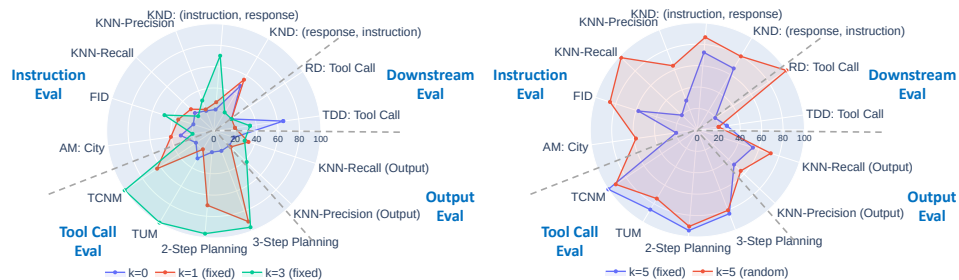 KND: (instruction, response)
KNN-Precision
KND: (response, instruction)
KNN-Recall
RD: Tool Call
Instruction
Eval
Downstream
Eval
FID
TDD: Tool Call
0 20 40 60 80 100
AM: City
KNN-Recall (Output)
TCNM
Output
Eval
KNN-Precision (Output)
Tool Call
Eval
TUM
3-Step Planning
2-Step Planning
k=0 k=1 (fixed) k=3 (fixed)
KND: (instruction, response)
KNN-Precision
KND: (response, instruction)
KNN-Recall
RD: Tool Call
Instruction
Eval
Downstream
Eval
FID
TDD: Tool Call
0 20 40 60 80 100
AM: City
KNN-Recall (Output)
TCNM
Output
Eval
KNN-Precision (Output)
Tool Call
Eval
TUM
3-Step Planning
2-Step Planning
k=5 (fixed) k=5 (random)